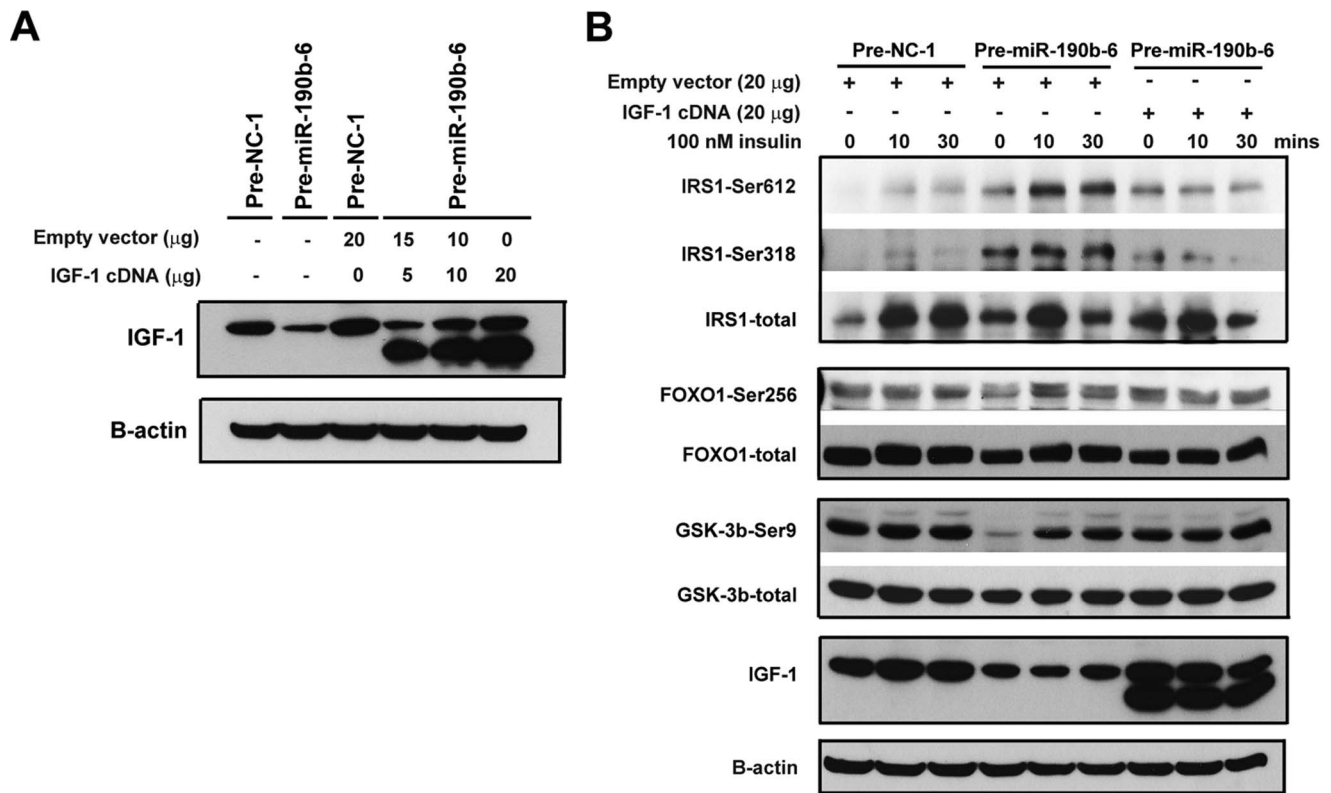 A
Pre-NC-1
Pre-miR-190b-6
Pre-NC-1
Pre-miR-190b-6
Empty vector (μg) - - 20 15 10 0
IGF-1 cDNA (μg) - - 0 5 10 20
IGF-1
B-actin
B
Pre-NC-1 Pre-miR-190b-6 Pre-miR-190b-6
Empty vector (20 μg) + + + + + + - - -
IGF-1 cDNA (20 μg) - - - - - - + + +
100 nM insulin 0 10 30 0 10 30 0 10 30 mins
IRS1-Ser612
IRS1-Ser318
IRS1-total
FOXO1-Ser256
FOXO1-total
GSK-3b-Ser9
GSK-3b-total
IGF-1
B-actin